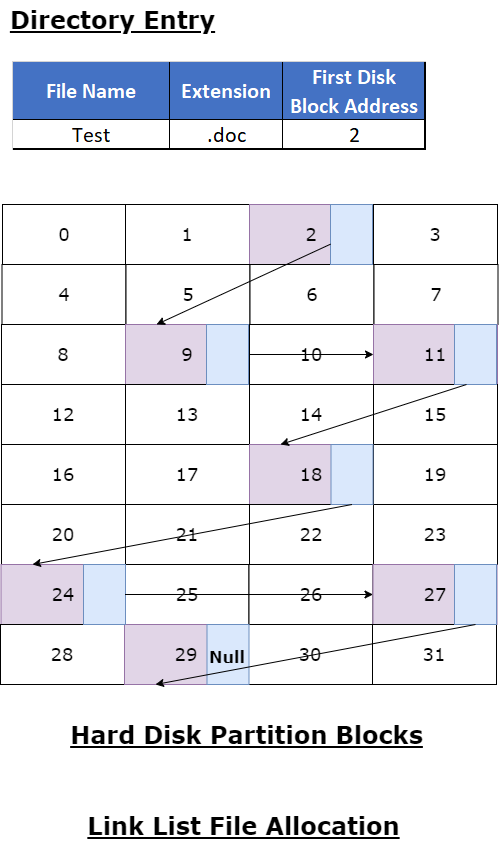 Directory Entry
File Name Extension First Disk Block Address
Test .doc 2
0 1 2 3
4 5 6 7
8 9 10 11
12 13 14 15
16 17 18 19
20 21 22 23
24 25 26 27
28 29 Null 30 31
Hard Disk Partition Blocks
Link List File Allocation